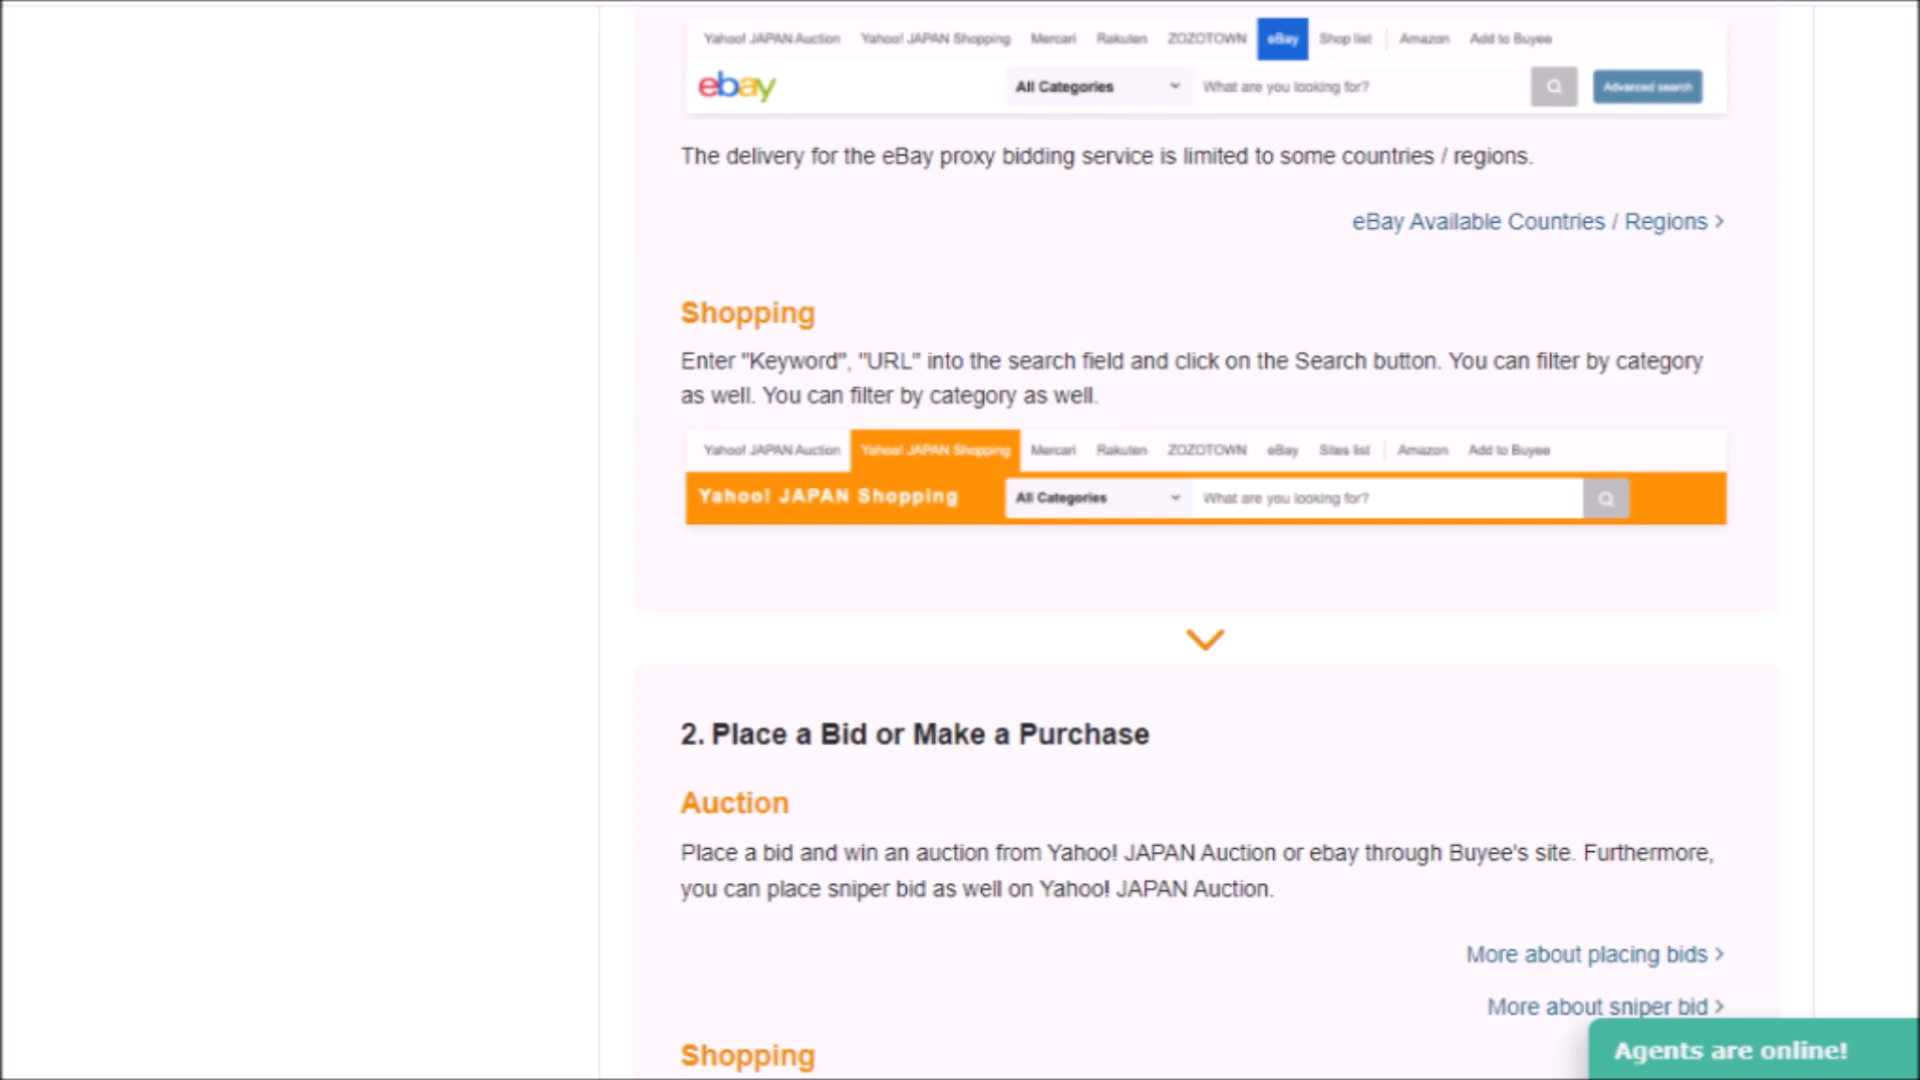 Yahoo! JAPAN Auction Yahoo! JAPAN Shopping Mercari Rakuten ZOZOTOWN eBay Shop list Amazon Add to Buyee
ebay All Categories What are you looking for? Advanced search
The delivery for the eBay proxy bidding service is limited to some countries / regions.
eBay Available Countries / Regions >
Shopping
Enter "Keyword", "URL" into the search field and click on the Search button. You can filter by category
as well. You can filter by category as well.
Yahoo! JAPAN Auction Yahoo! JAPAN Shopping Mercari Rakuten ZOZOTOWN eBay Sites list Amazon Add to Buyee
Yahoo! JAPAN Shopping All Categories What are you looking for?
2. Place a Bid or Make a Purchase
Auction
Place a bid and win an auction from Yahoo! JAPAN Auction or ebay through Buyee's site. Furthermore,
you can place sniper bid as well on Yahoo! JAPAN Auction.
More about placing bids >
More about sniper bid >
Shopping
Agents are online!